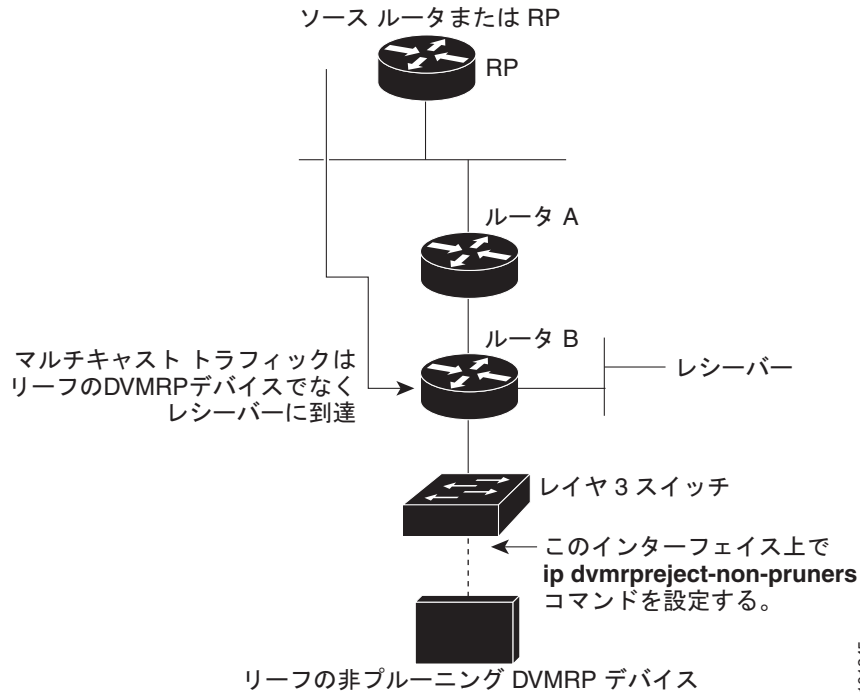 ソース ルータまたは RP
RP
ルータ A
ルータ B
マルチキャスト トラフィックは
リーフのDVMRPデバイスでなく
レシーバーに到達
レシーバー
レイヤ 3 スイッチ
このインターフェイス上で
ip dvmrpreject-non-pruners
コマンドを設定する。
リーフの非プルーニング DVMRP デバイス